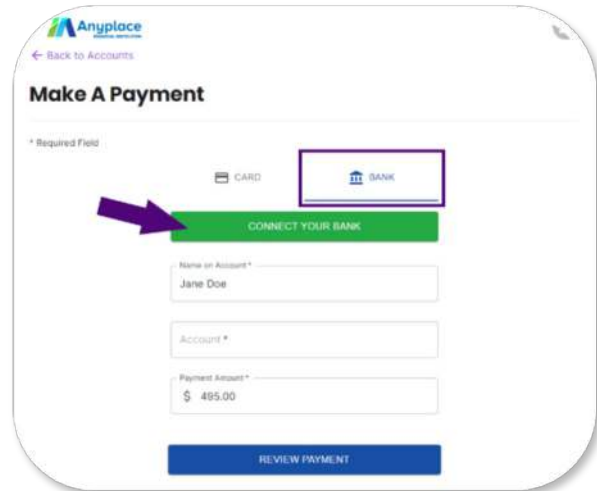 Anyplace
← Back to Accounts
Make A Payment
* Required Field
CARD
BANK
CONNECT YOUR BANK
Name on Account *
Jane Doe
Account *
Payment Amount *
$ 495.00
REVIEW PAYMENT